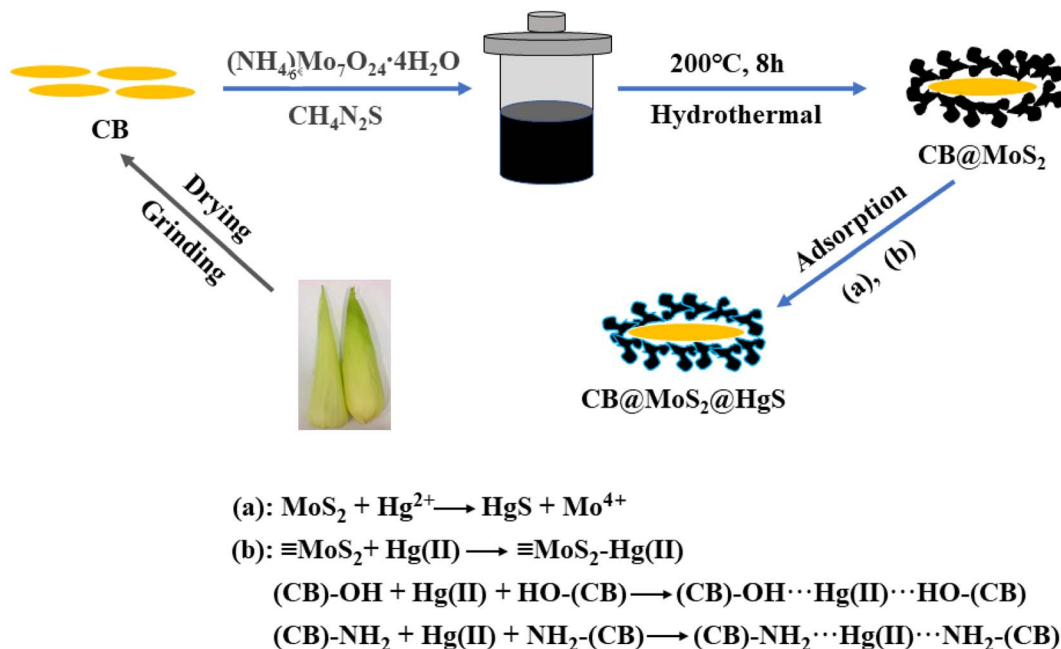 (NH₄)₆Mo₇O₂₄·4H₂O
CH₄N₂S
200°C, 8h
Hydrothermal
CB
CB@MoS₂
Drying
Grinding
Adsorption
(a), (b)
CB@MoS₂@HgS
(a): MoS₂ + Hg²⁺⟶HgS + Mo⁴⁺
(b): ≡MoS₂+ Hg(II)⟶≡MoS₂-Hg(II)
(CB)-OH + Hg(II) + HO-(CB)⟶(CB)-OH···Hg(II)···HO-(CB)
(CB)-NH₂ + Hg(II) + NH₂-(CB)⟶(CB)-NH₂···Hg(II)···NH₂-(CB)